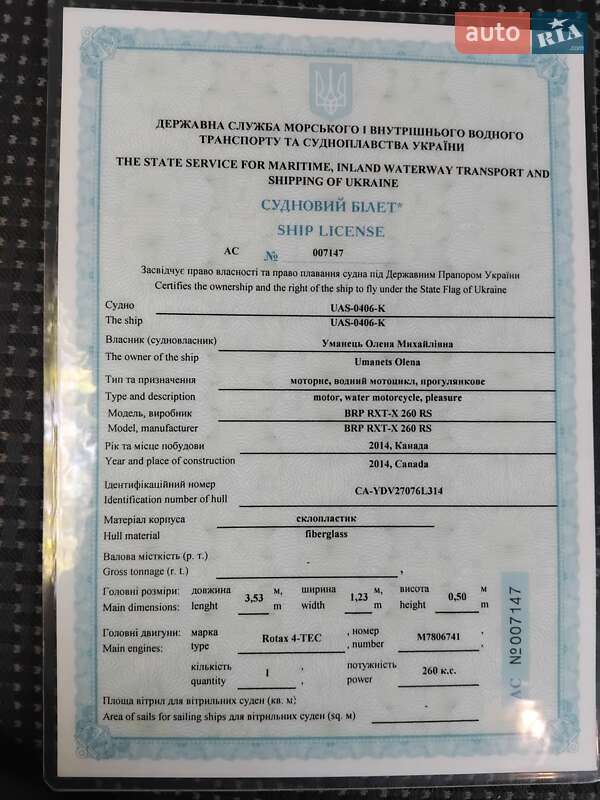 auto RIA.com
ДЕРЖАВНА СЛУЖБА МОРСЬКОГО І ВНУТРІШНЬОГО ВОДНОГО
ТРАНСПОРТУ ТА СУДНОПЛАВСТВА УКРАЇНИ
THE STATE SERVICE FOR MARITIME, INLAND WATERWAY TRANSPORT AND
SHIPPING OF UKRAINE
СУДНОВИЙ БІЛЕТ*
SHIP LICENSE
АС № 007147
Засвідчує право власності та право плавання судна під Державним Прапором України
Certifies the ownership and the right of the ship to fly under the State Flag of Ukraine
Судно UAS-0406-K
The ship UAS-0406-K
Власник (судновласник) Уманець Олена Михайлівна
The owner of the ship Umanets Olena
Тип та призначення моторне, водний мотоцикл, прогулянкове
Type and description motor, water motorcycle, pleasure
Модель, виробник BRP RXT-X 260 RS
Model, manufacturer BRP RXT-X 260 RS
Рік та місце побудови 2014, Канада
Year and place of construction 2014, Canada
Ідентифікаційний номер
Identification number of hull CA-YDV27076L314
Матеріал корпуса склопластик
Hull material fiberglass
Валова місткість (р. т.)
Gross tonnage (r. t.) - ,
Головні розміри: довжина 3,53 м, ширина 1,23 м, висота 0,50 м
Main dimensions: lenght m width m height m
Головні двигуни: марка Rotax 4-TEC , номер M7806741 ,
Main engines: type , number ,
кількість 1 потужність 260 к.с.
quantity power
Площа вітрил для вітрильних суден (кв. м)
Area of sails for sailing ships для вітрильних суден (sq. m) -
АС №007147